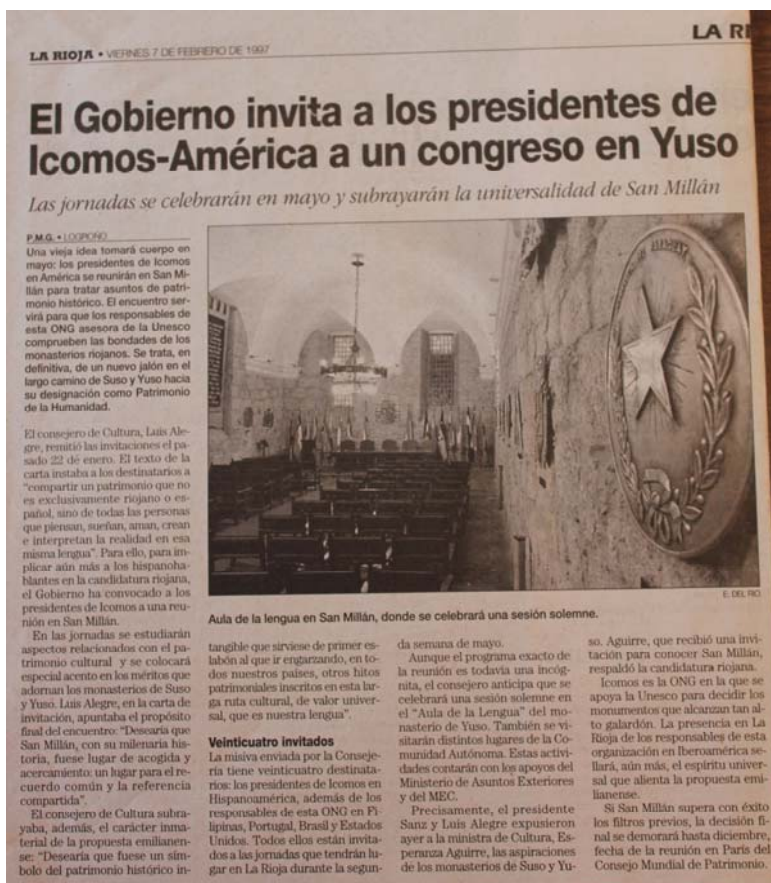 LA RI
LA RIOJA • VIERNES 7 DE FEBRERO DE 1997
El Gobierno invita a los presidentes de
Icomos-América a un congreso en Yuso
Las jornadas se celebrarán en mayo y subrayarán la universalidad de San Millán
P.M.G. • LOGROÑO
Una vieja idea tomará cuerpo en
mayo: los presidentes de Icomos
en América se reunirán en San Mi-
llán para tratar asuntos de patri-
monio histórico. El encuentro ser-
virá para que los responsables de
esta ONG asesora de la Unesco
comprueben las bondades de los
monasterios riojanos. Se trata, en
definitiva, de un nuevo jalón en el
largo camino de Suso y Yuso hacia
su designación como Patrimonio
de la Humanidad.
El consejero de Cultura, Luis Ale-
gre, remitió las invitaciones el pa-
sado 22 de enero. El texto de la
carta instaba a los destinatarios a
“compartir un patrimonio que no
es exclusivamente riojano o es-
pañol, sino de todas las personas
que piensan, sueñan, aman, crean
e interpretan la realidad en esa
misma lengua”. Para ello, para im-
plicar aún más a los hispanoha-
blantes en la candidatura riojana,
el Gobierno ha convocado a los
presidentes de Icomos a una reu-
nión en San Millán.
En las jornadas se estudiarán
aspectos relacionados con el pa-
trimonio cultural y se colocará
especial acento en los méritos que
adornan los monasterios de Suso
y Yuso. Luis Alegre, en la carta de
invitación, apuntaba el propósito
final del encuentro: “Desearía que
San Millán, con su milenaria his-
toria, fuese lugar de acogida y
acercamiento: un lugar para el re-
cuerdo común y la referencia
compartida”.
El consejero de Cultura subra-
yaba, además, el carácter inma-
terial de la propuesta emilianen-
se: “Desearía que fuese un sím-
bolo del patrimonio histórico in-
E. DEL RIO
Aula de la lengua en San Millán, donde se celebrará una sesión solemne.
tangible que sirviese de primer es-
labón al que ir engarzando, en to-
dos nuestros países, otros hitos
patrimoniales inscritos en esta lar-
ga ruta cultural, de valor univer-
sal, que es nuestra lengua”.
Veinticuatro invitados
La misiva enviada por la Conseje-
ría tiene veinticuatro destinata-
rios: los presidentes de Icomos en
Hispanoamérica, además de los
responsables de esta ONG en Fi-
lipinas, Portugal, Brasil y Estados
Unidos. Todos ellos están invita-
dos a las jornadas que tendrán lu-
gar en La Rioja durante la segun-
da semana de mayo.
Aunque el programa exacto de
la reunión es todavía una incóg-
nita, el consejero anticipa que se
celebrará una sesión solemne en
el “Aula de la Lengua” del mo-
nasterio de Yuso. También se vi-
sitarán distintos lugares de la Co-
munidad Autónoma. Estas activi-
dades contarán con los apoyos del
Ministerio de Asuntos Exteriores
y del MEC.
Precisamente, el presidente
Sanz y Luis Alegre expusieron
ayer a la ministra de Cultura, Es-
peranza Aguirre, las aspiraciones
de los monasterios de Suso y Yu-
so. Aguirre, que recibió una invi-
tación para conocer San Millán,
respaldó la candidatura riojana.
Icomos es la ONG en la que se
apoya la Unesco para decidir los
monumentos que alcanzan tan al-
to galardón. La presencia en La
Rioja de los responsables de esta
organización en Iberoamérica se-
llará, aún más, el espíritu univer-
sal que alienta la propuesta emi-
lianense.
Si San Millán supera con éxito
los filtros previos, la decisión fi-
nal se demorará hasta diciembre,
fecha de la reunión en París del
Consejo Mundial de Patrimonio.